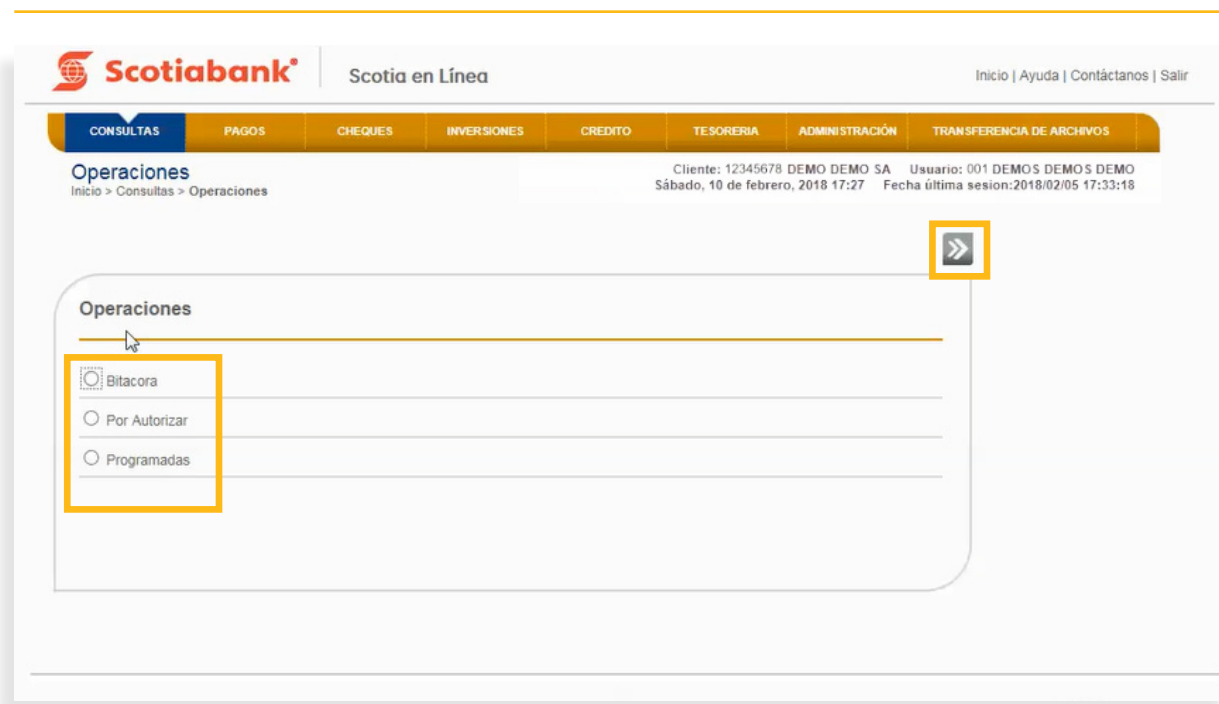 Scotiabank®
Scotia en Línea
Inicio | Ayuda | Contáctanos | Salir
CONSULTAS PAGOS CHEQUES INVERSIONES CREDITO TESORERIA ADMINISTRACIÓN TRANSFERENCIA DE ARCHIVOS
Operaciones
Inicio > Consultas > Operaciones
Cliente: 12345678 DEMO DEMO SA Usuario: 001 DEMOS DEMOS DEMO
Sábado, 10 de febrero, 2018 17:27 Fecha última sesion:2018/02/05 17:33:18
Operaciones
Bitacora
Por Autorizar
Programadas